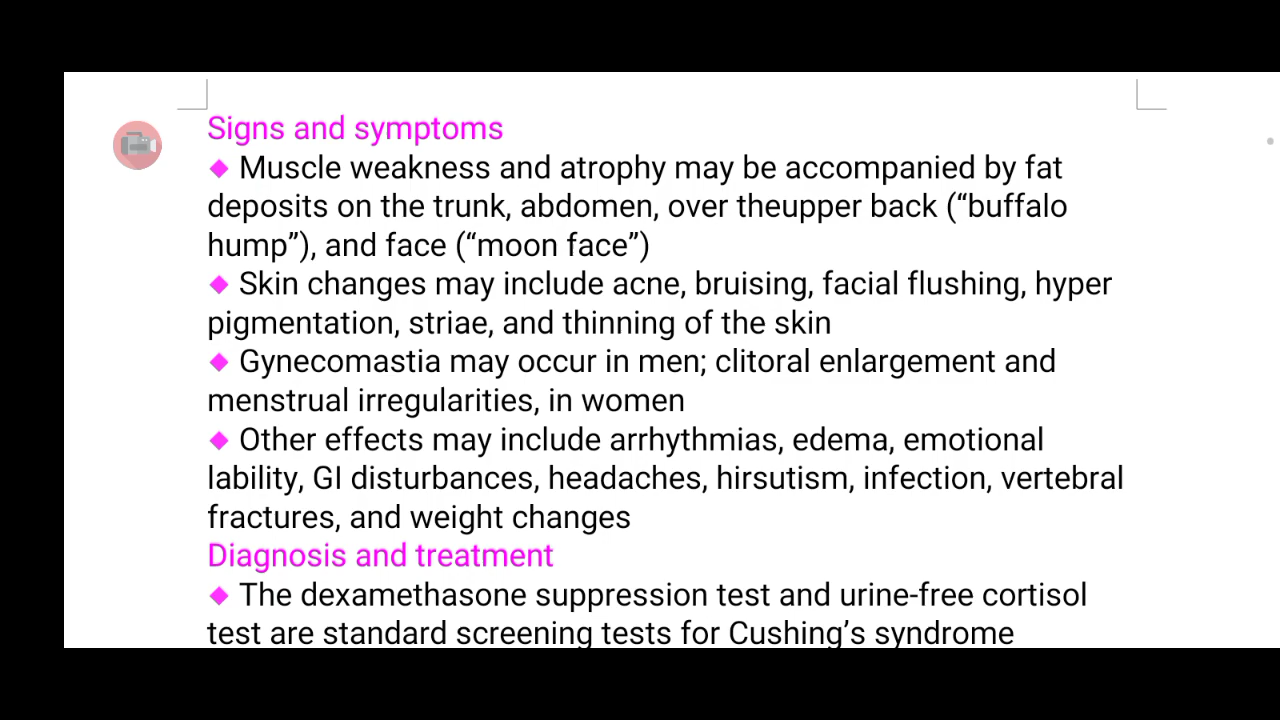 Signs and symptoms
◆ Muscle weakness and atrophy may be accompanied by fat
deposits on the trunk, abdomen, over theupper back (“buffalo
hump”), and face (“moon face”)
◆ Skin changes may include acne, bruising, facial flushing, hyper
pigmentation, striae, and thinning of the skin
◆ Gynecomastia may occur in men; clitoral enlargement and
menstrual irregularities, in women
◆ Other effects may include arrhythmias, edema, emotional
lability, GI disturbances, headaches, hirsutism, infection, vertebral
fractures, and weight changes
Diagnosis and treatment
◆ The dexamethasone suppression test and urine-free cortisol
test are standard screening tests for Cushing’s syndrome